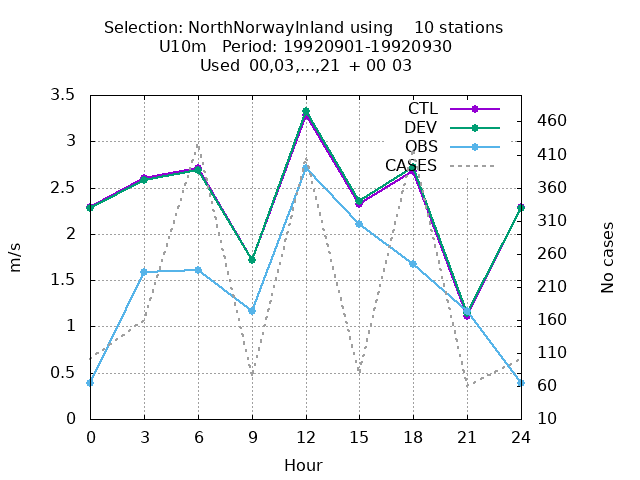 Selection: NorthNorwayInland using    10 stations
U10m   Period: 19920901-19920930
Used  00,03,...,21 + 00 03
3.5
3
2.5
2
1.5
1
0.5
0
m/s
CTL
DEV
OBS
CASES
460
410
360
310
260
210
160
110
60
10
No cases
0 3 6 9 12 15 18 21 24
Hour